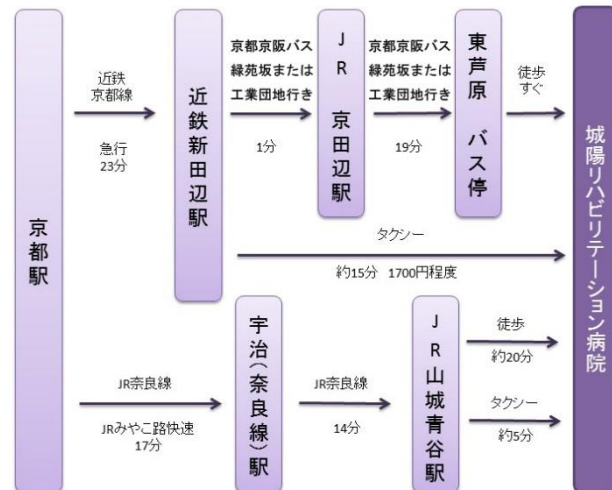 京都駅
近鉄
京都線
急行
23分
近鉄新田辺駅
京都京阪バス
緑苑坂または
工業団地行き
1分
JR 京田辺駅
京都京阪バス
緑苑坂または
工業団地行き
19分
東芦原 バス停
徒歩
すぐ
タクシー
約15分 1700円程度
JR奈良線
JRみやこ路快速
17分
宇治(奈良線)駅
JR奈良線
14分
JR山城青谷駅
徒歩
約20分
タクシー
約5分
城陽リハビリテーション病院